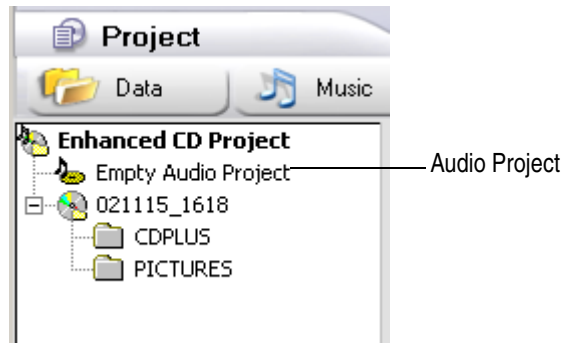 Project
Data Music
Enhanced CD Project
Empty Audio Project Audio Project
021115_1618
CDPLUS
PICTURES